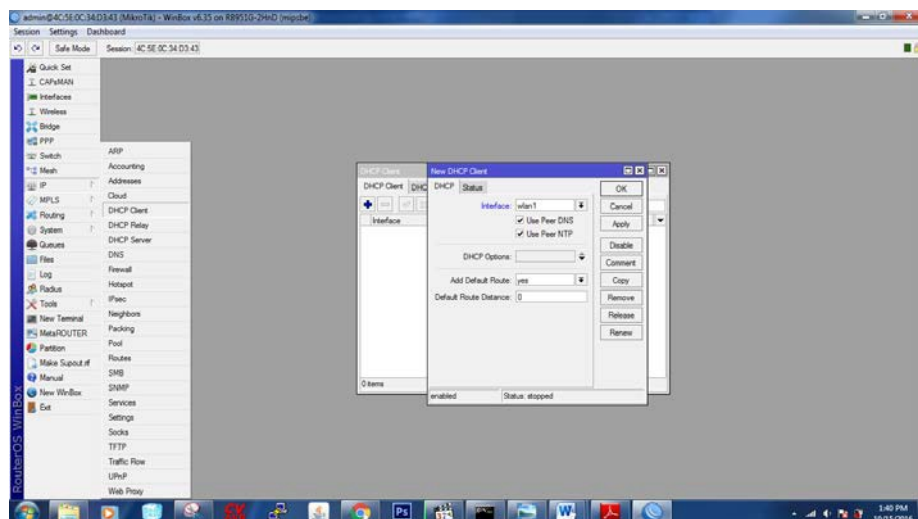 admin@4C:5E:0C:34:D3:43 (MikroTik) - WinBox v6.35 on RB951G-2HnD (mipsbe)
Session Settings Dashboard
Safe Mode Session: 4C:5E:0C:34:D3:43
Quick Set
CAPsMAN
Interfaces
Wireless
Bridge
PPP
Switch
Mesh
IP
MPLS
Routing
System
Queues
Files
Log
Radius
Tools
New Terminal
MetaROUTER
Partition
Make Supout.rif
Manual
New WinBox
Exit
RouterOS WinBox
ARP
Accounting
Addresses
Cloud
DHCP Client
DHCP Relay
DHCP Server
DNS
Firewall
Hotspot
IPsec
Neighbors
Packing
Pool
Routes
SMB
SNMP
Services
Settings
Socks
TFTP
Traffic Flow
UPnP
Web Proxy
DHCP Client
DHCP Client DHC
Interface
0 items
New DHCP Client
DHCP Status
Interface: wlan1
Use Peer DNS
Use Peer NTP
DHCP Options:
Add Default Route: yes
Default Route Distance: 0
OK
Cancel
Apply
Disable
Comment
Copy
Remove
Release
Renew
enabled Status: stopped
Ps
W
1:40 PM
10/15/2016